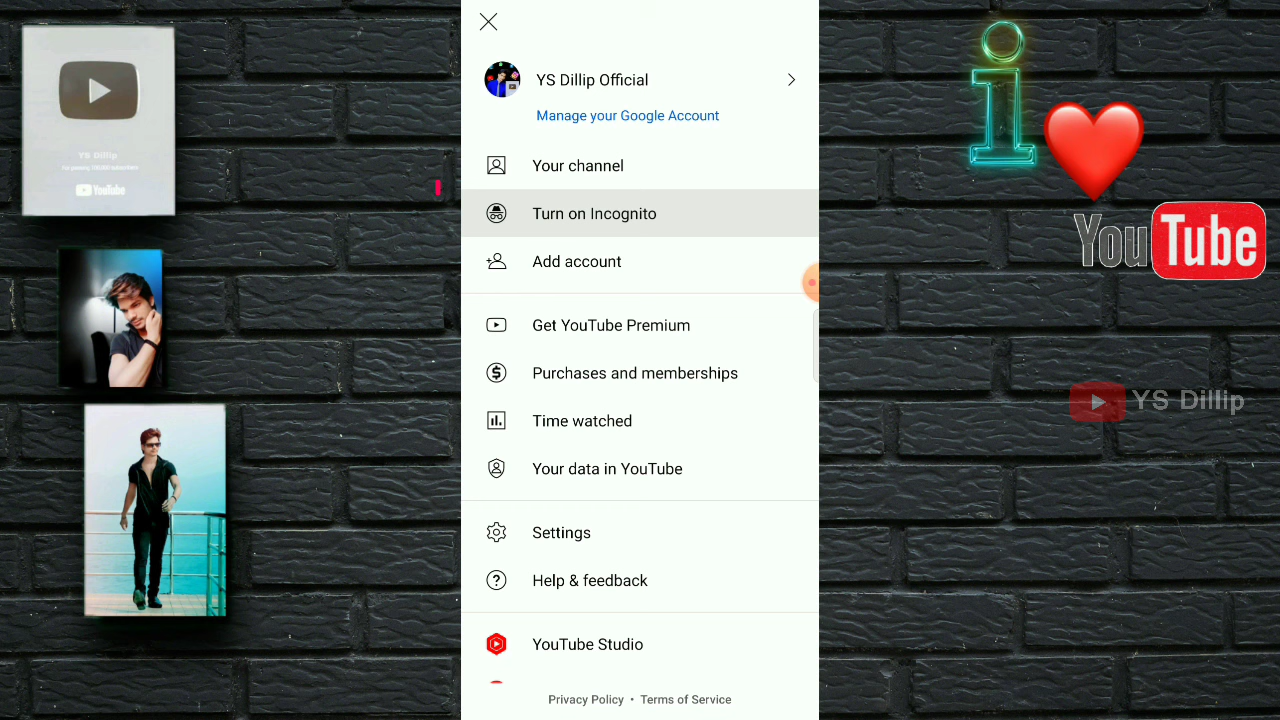 YS Dillip
YouTube
YS Dillip Official
Manage your Google Account
Your channel
Turn on Incognito
Add account
Get YouTube Premium
Purchases and memberships
Time watched
Your data in YouTube
Settings
Help & feedback
YouTube Studio
Privacy Policy • Terms of Service
i
YouTube
YS Dillip